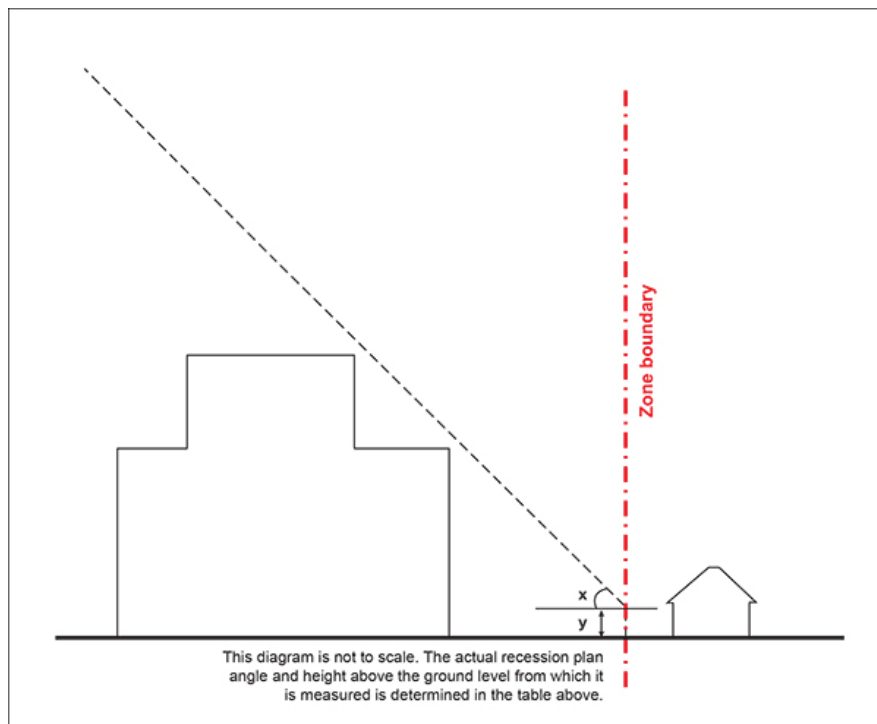 Zone boundary
x
y
This diagram is not to scale. The actual recession plan
angle and height above the ground level from which it
is measured is determined in the table above.